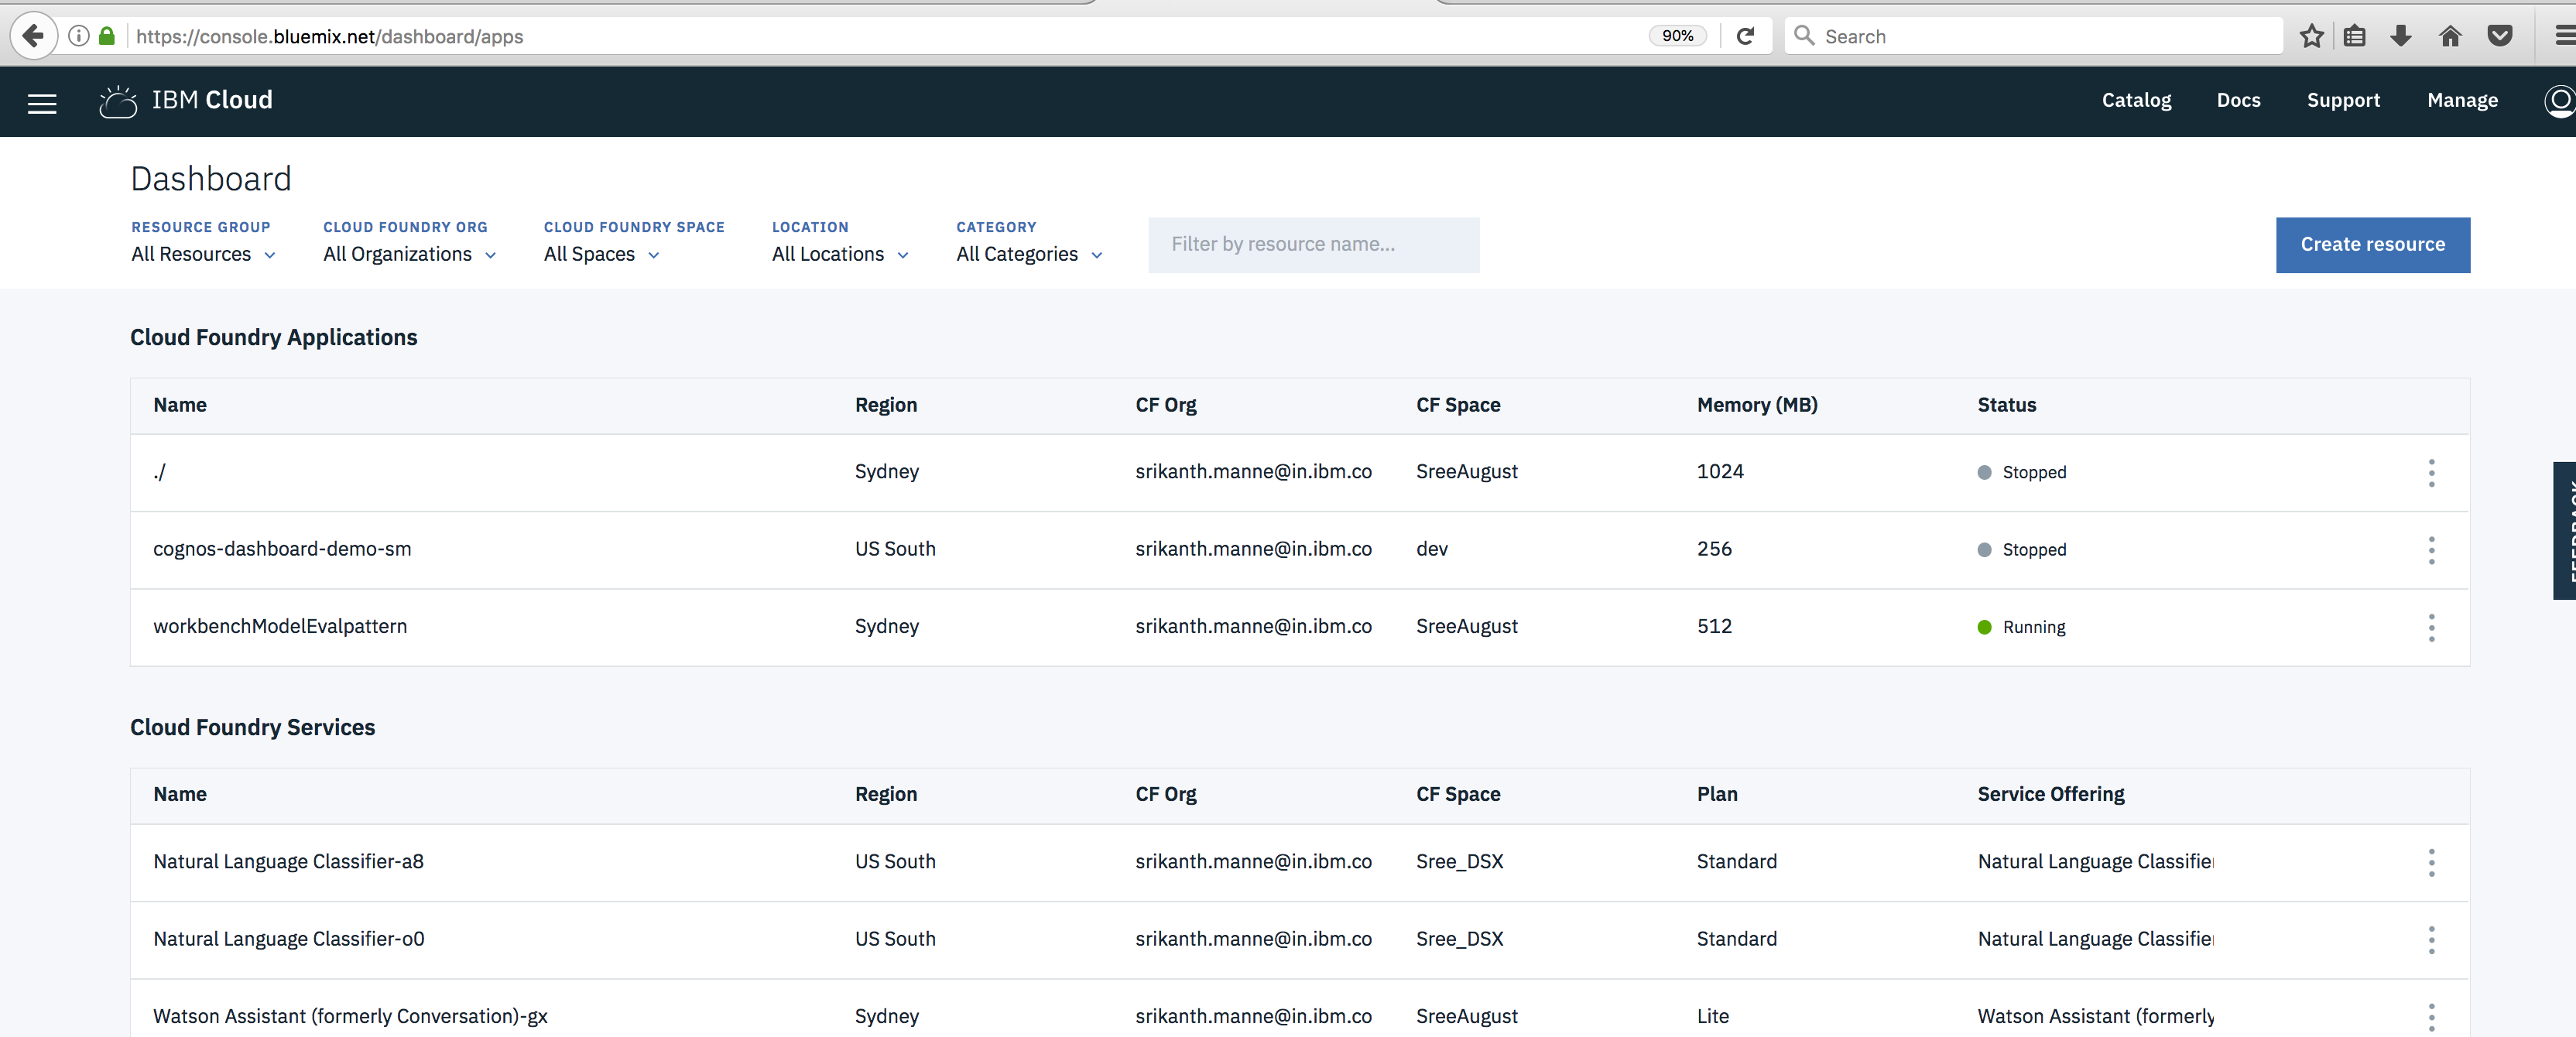 https://console.bluemix.net/dashboard/apps 90% Search
IBM Cloud Catalog Docs Support Manage
Dashboard
RESOURCE GROUP CLOUD FOUNDRY ORG CLOUD FOUNDRY SPACE LOCATION CATEGORY
All Resources All Organizations All Spaces All Locations All Categories Filter by resource name... Create resource
Cloud Foundry Applications
Name Region CF Org CF Space Memory (MB) Status
./ Sydney srikanth.manne@in.ibm.co SreeAugust 1024 Stopped
cognos-dashboard-demo-sm US South srikanth.manne@in.ibm.co dev 256 Stopped
workbenchModelEvalpattern Sydney srikanth.manne@in.ibm.co SreeAugust 512 Running
FEEDBACK
Cloud Foundry Services
Name Region CF Org CF Space Plan Service Offering
Natural Language Classifier-a8 US South srikanth.manne@in.ibm.co Sree_DSX Standard Natural Language Classifier
Natural Language Classifier-o0 US South srikanth.manne@in.ibm.co Sree_DSX Standard Natural Language Classifier
Watson Assistant (formerly Conversation)-gx Sydney srikanth.manne@in.ibm.co SreeAugust Lite Watson Assistant (formerly